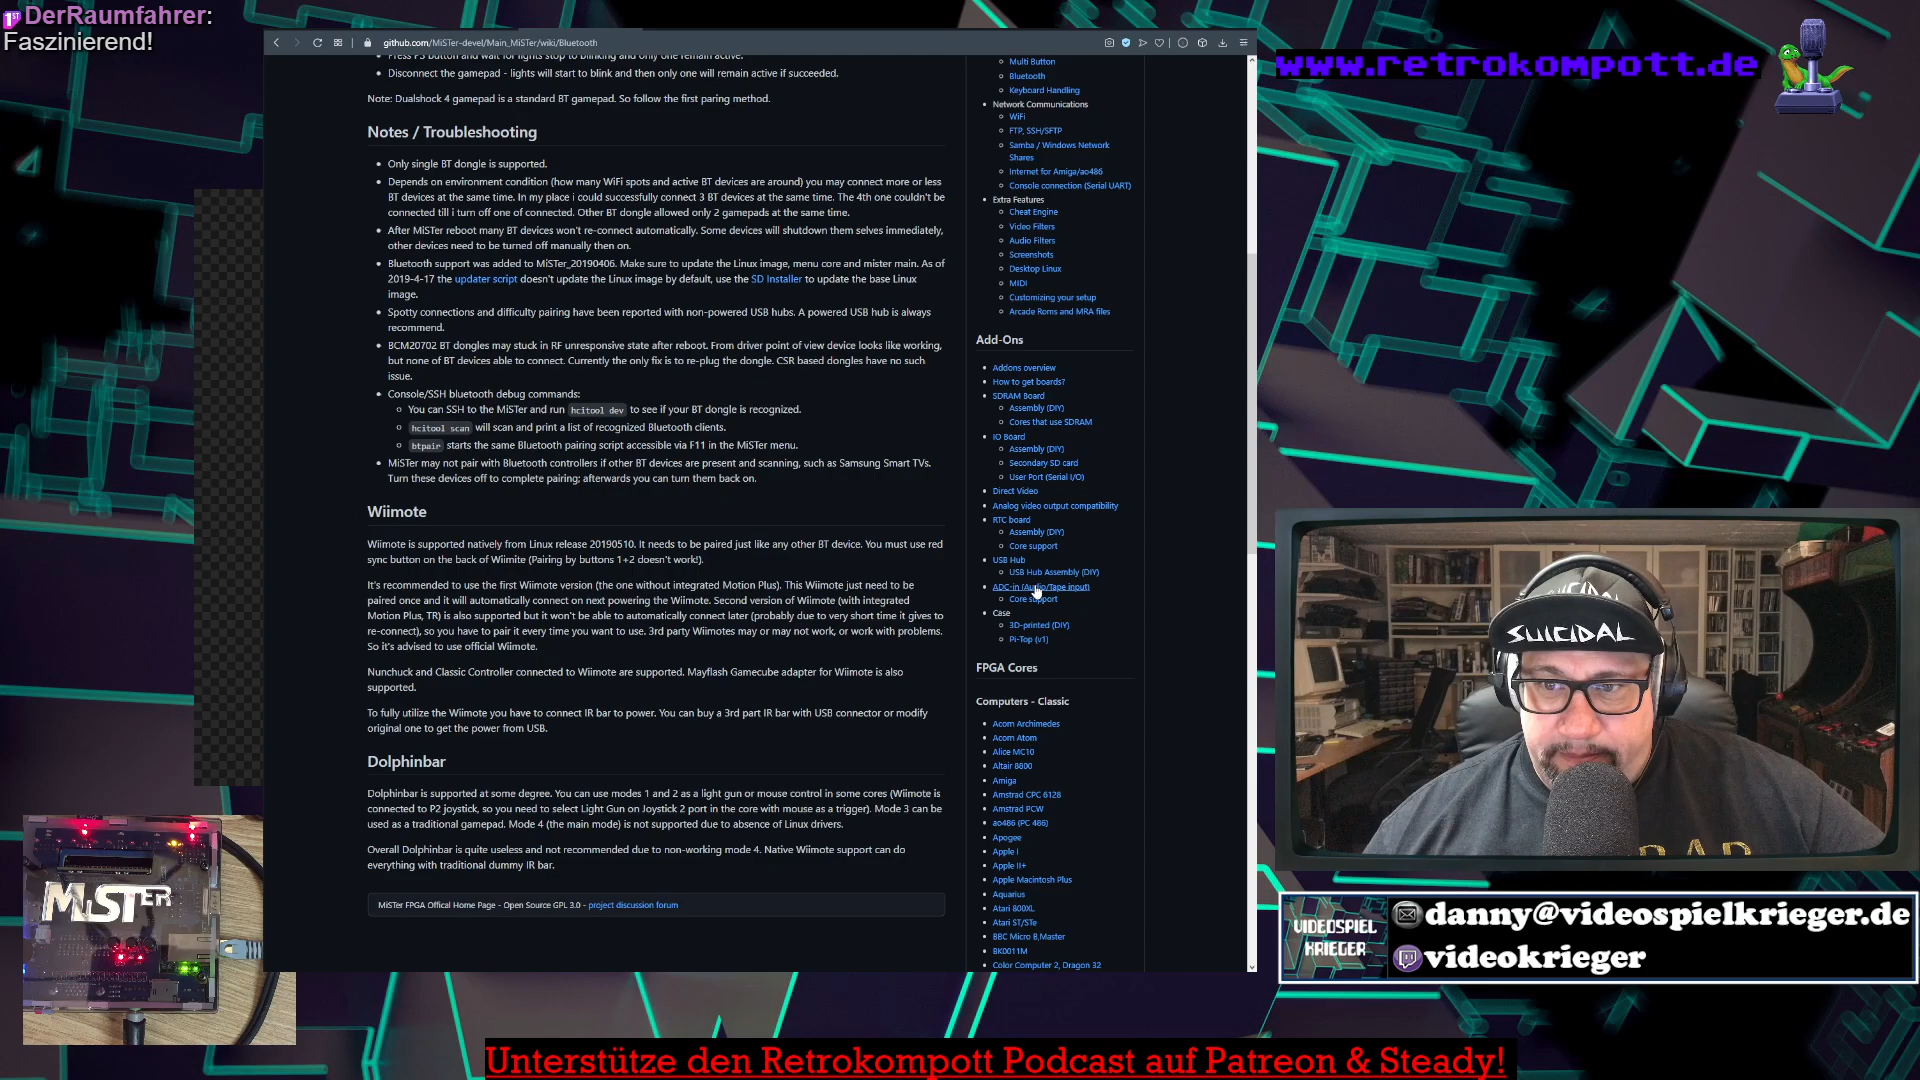 DerRaumfahrer:
Faszinierend!
github.com/MiSTer-devel/Main_MiSTer/wiki/Bluetooth
Disconnect the gamepad - lights will start to blink and then only one will remain active if succeeded.
Note: Dualshock 4 gamepad is a standard BT gamepad. So follow the first paring method.
Notes / Troubleshooting
Only single BT dongle is supported.
Depends on environment condition (how many WiFi spots and active BT devices are around) you may connect more or less
BT devices at the same time. In my place i could successfully connect 3 BT devices at the same time. The 4th one couldn't be
connected till i turn off one of connected. Other BT dongle allowed only 2 gamepads at the same time.
After MiSTer reboot many BT devices won't re-connect automatically. Some devices will shutdown them selves immediately,
other devices need to be turned off manually then on.
Bluetooth support was added to MiSTer_20190406. Make sure to update the Linux image, menu core and mister main. As of
2019-4-17 the updater script doesn't update the Linux image by default, use the SD Installer to update the base Linux
image.
Spotty connections and difficulty pairing have been reported with non-powered USB hubs. A powered USB hub is always
recommend.
BCM20702 BT dongles may stuck in RF unresponsive state after reboot. From driver point of view device looks like working,
but none of BT devices able to connect. Currently the only fix is to re-plug the dongle. CSR based dongles have no such
issue.
Console/SSH bluetooth debug commands:
You can SSH to the MiSTer and run hcitool dev to see if your BT dongle is recognized.
hcitool scan will scan and print a list of recognized Bluetooth clients.
btpair starts the same Bluetooth pairing script accessible via F11 in the MiSTer menu.
MiSTer may not pair with Bluetooth controllers if other BT devices are present and scanning, such as Samsung Smart TVs.
Turn these devices off to complete pairing; afterwards you can turn them back on.
Wiimote
Wiimote is supported natively from Linux release 20190510. It needs to be paired just like any other BT device. You must use red
sync button on the back of Wiimite (Pairing by buttons 1+2 doesn't work!).
It's recommended to use the first Wiimote version (the one without integrated Motion Plus). This Wiimote just need to be
paired once and it will automatically connect on next powering the Wiimote. Second version of Wiimote (with integrated
Motion Plus, TR) is also supported but it won't be able to automatically connect later (probably due to very short time it gives to
re-connect), so you have to pair it every time you want to use. 3rd party Wiimotes may or may not work, or work with problems.
So it's advised to use official Wiimote.
Nunchuck and Classic Controller connected to Wiimote are supported. Mayflash Gamecube adapter for Wiimote is also
supported.
To fully utilize the Wiimote you have to connect IR bar to power. You can buy a 3rd part IR bar with USB connector or modify
original one to get the power from USB.
Dolphinbar
Dolphinbar is supported at some degree. You can use modes 1 and 2 as a light gun or mouse control in some cores (Wiimote is
connected to P2 joystick, so you need to select Light Gun on Joystick 2 port in the core with mouse as a trigger). Mode 3 can be
used as a traditional gamepad. Mode 4 (the main mode) is not supported due to absence of Linux drivers.
Overall Dolphinbar is quite useless and not recommended due to non-working mode 4. Native Wiimote support can do
everything with traditional dummy IR bar.
MiSTer FPGA Offical Home Page - Open Source GPL 3.0 - project discussion forum
Multi Button
Bluetooth
Keyboard Handling
Network Communications
WiFi
FTP, SSH/SFTP
Samba / Windows Network
Shares
Internet for Amiga/ao486
Console connection (Serial UART)
Extra Features
Cheat Engine
Video Filters
Audio Filters
Screenshots
Desktop Linux
MIDI
Customizing your setup
Arcade Roms and MRA files
Add-Ons
Addons overview
How to get boards?
SDRAM Board
Assembly (DIY)
Cores that use SDRAM
IO Board
Assembly (DIY)
Secondary SD card
User Port (Serial I/O)
Direct Video
Analog video output compatibility
RTC board
Assembly (DIY)
Core support
USB Hub
USB Hub Assembly (DIY)
ADC-in (Audio/Tape input)
Core support
Case
3D-printed (DIY)
Pi-Top (v1)
FPGA Cores
Computers - Classic
Acorn Archimedes
Acorn Atom
Alice MC10
Altair 8800
Amiga
Amstrad CPC 6128
Amstrad PCW
ao486 (PC 486)
Apogee
Apple I
Apple II+
Apple Macintosh Plus
Aquarius
Atari 800XL
Atari ST/STe
BBC Micro B,Master
BK0011M
Color Computer 2, Dragon 32
www.retrokompott.de
SUICIDAL
MiSTER
VIDEOSPIEL
KRIEGER
danny@videospielkrieger.de
videokrieger
Unterstütze den Retrokompott Podcast auf Patreon & Steady!